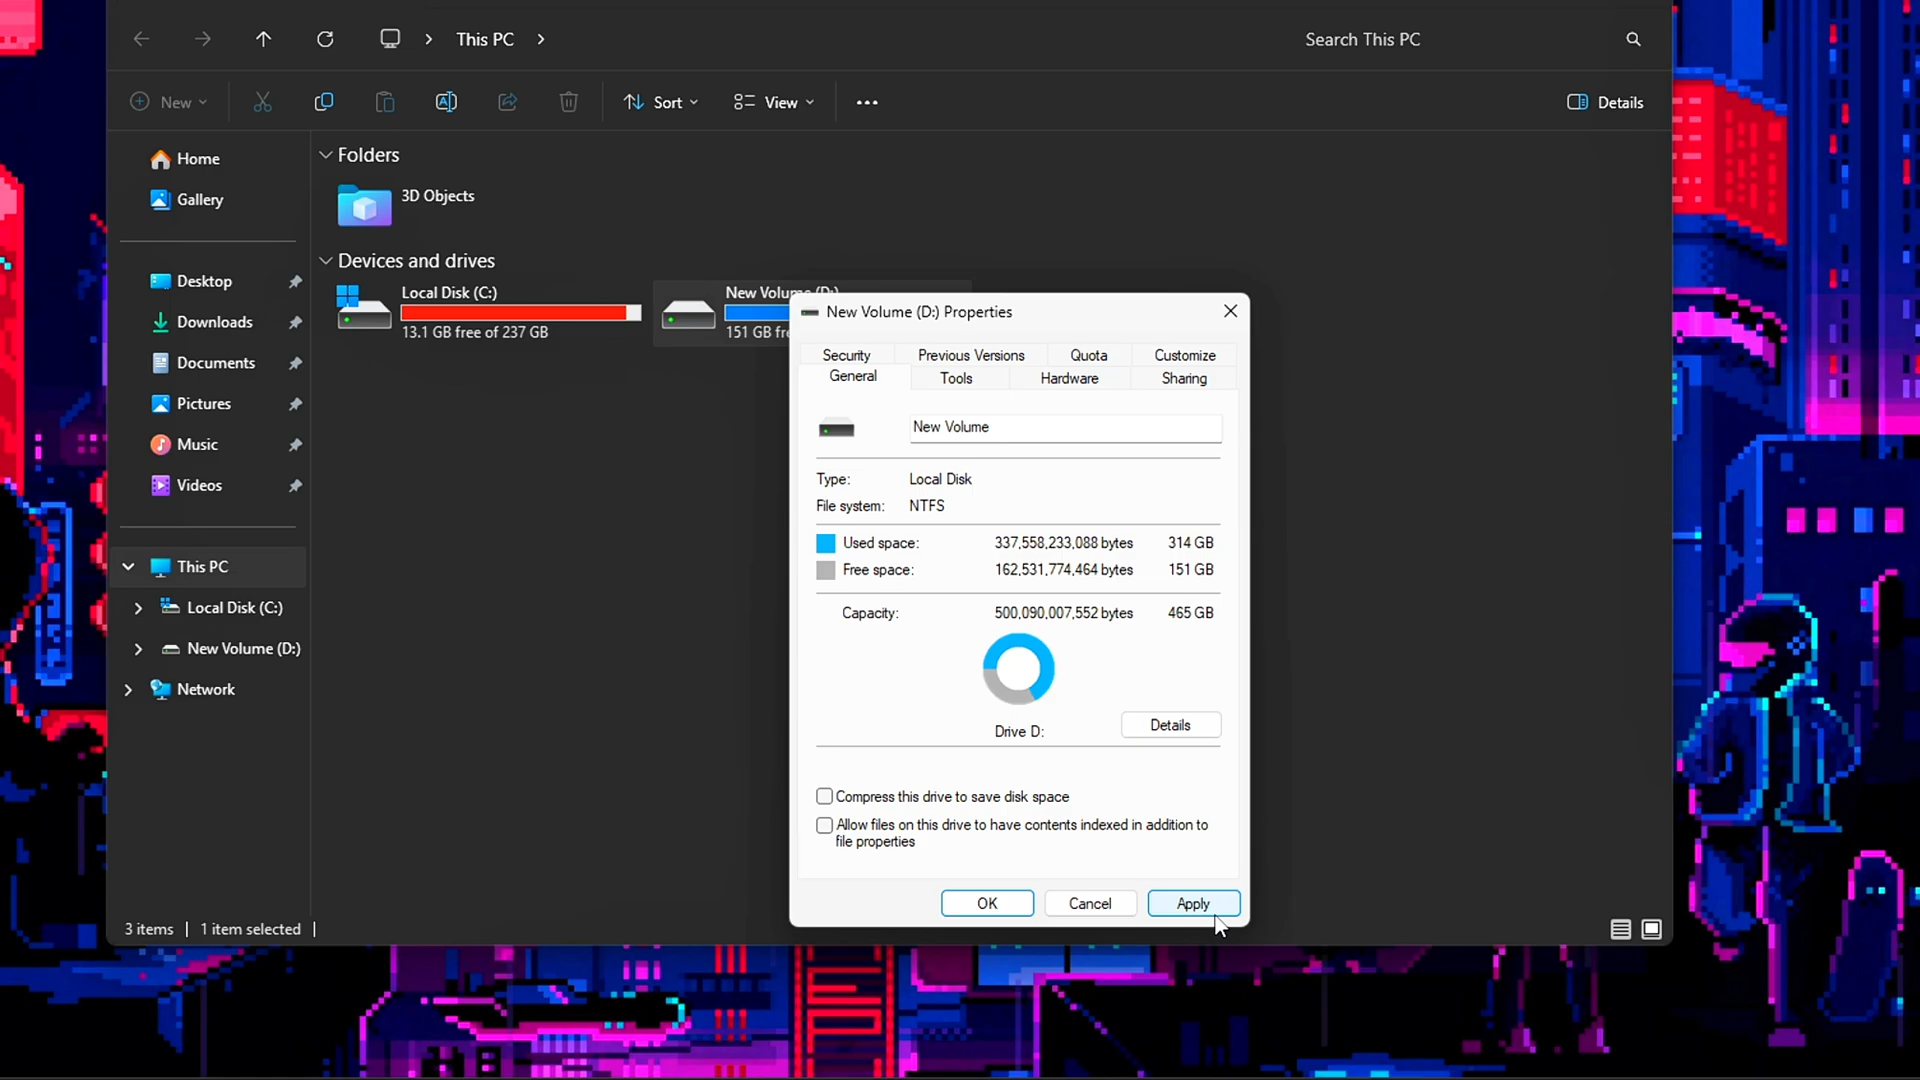 This PC
Search This PC
New
Sort
View
Details
Home
Gallery
Desktop
Downloads
Documents
Pictures
Music
Videos
This PC
Local Disk (C:)
New Volume (D:)
Network
Folders
3D Objects
Devices and drives
Local Disk (C:)
13.1 GB free of 237 GB
New Volume (D:)
151 GB fre
New Volume (D:) Properties
Security Previous Versions Quota Customize
General Tools Hardware Sharing
New Volume
Type: Local Disk
File system: NTFS
Used space: 337,558,233,088 bytes 314 GB
Free space: 162,531,774,464 bytes 151 GB
Capacity: 500,090,007,552 bytes 465 GB
Drive D:
Details
Compress this drive to save disk space
Allow files on this drive to have contents indexed in addition to
file properties
OK Cancel Apply
3 items 1 item selected